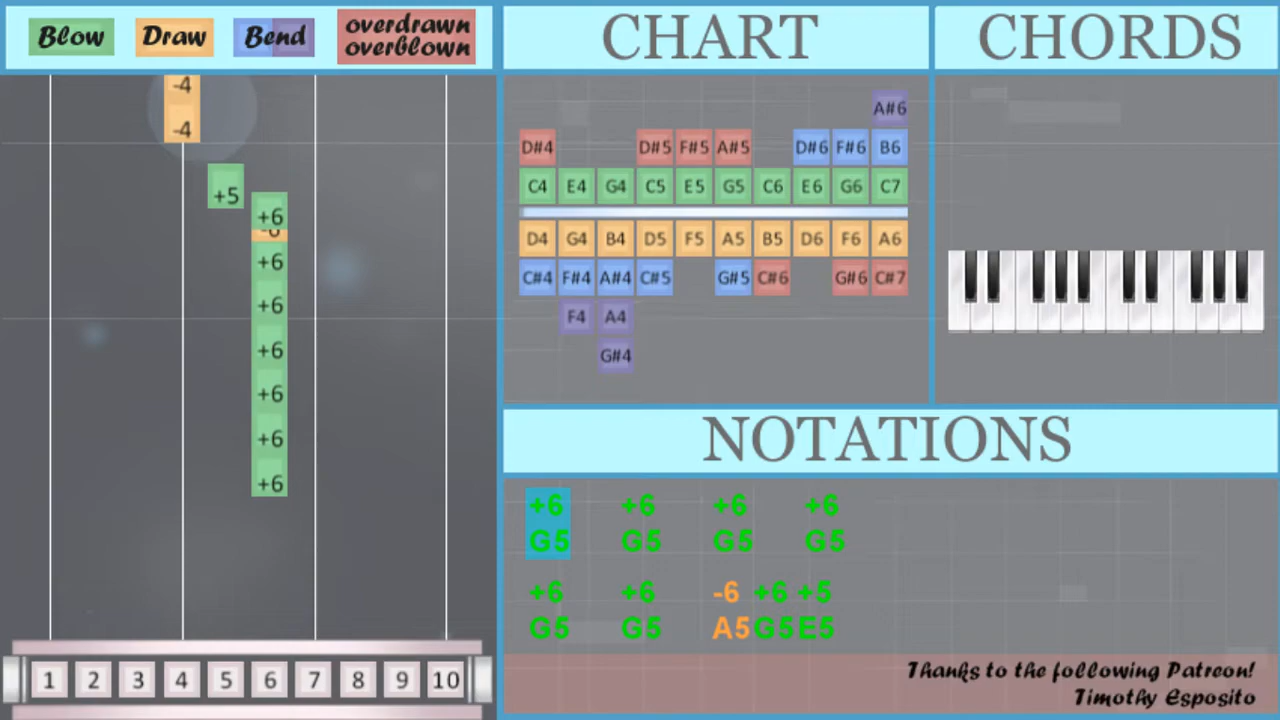 Blow Draw Bend overdrawn
overblown
CHART
CHORDS
-4
-4
+5
+6
-6
+6
+6
+6
+6
+6
+6
1 2 3 4 5 6 7 8 9 10
A#6
D#4 D#5 F#5 A#5 D#6 F#6 B6
C4 E4 G4 C5 E5 G5 C6 E6 G6 C7
D4 G4 B4 D5 F5 A5 B5 D6 F6 A6
C#4 F#4 A#4 C#5 G#5 C#6 G#6 C#7
F4 A4
G#4
NOTATIONS
+6 +6 +6 +6
G5 G5 G5 G5
+6 +6 -6 +6 +5
G5 G5 A5 G5 E5
Thanks to the following Patreon!
Timothy Esposito